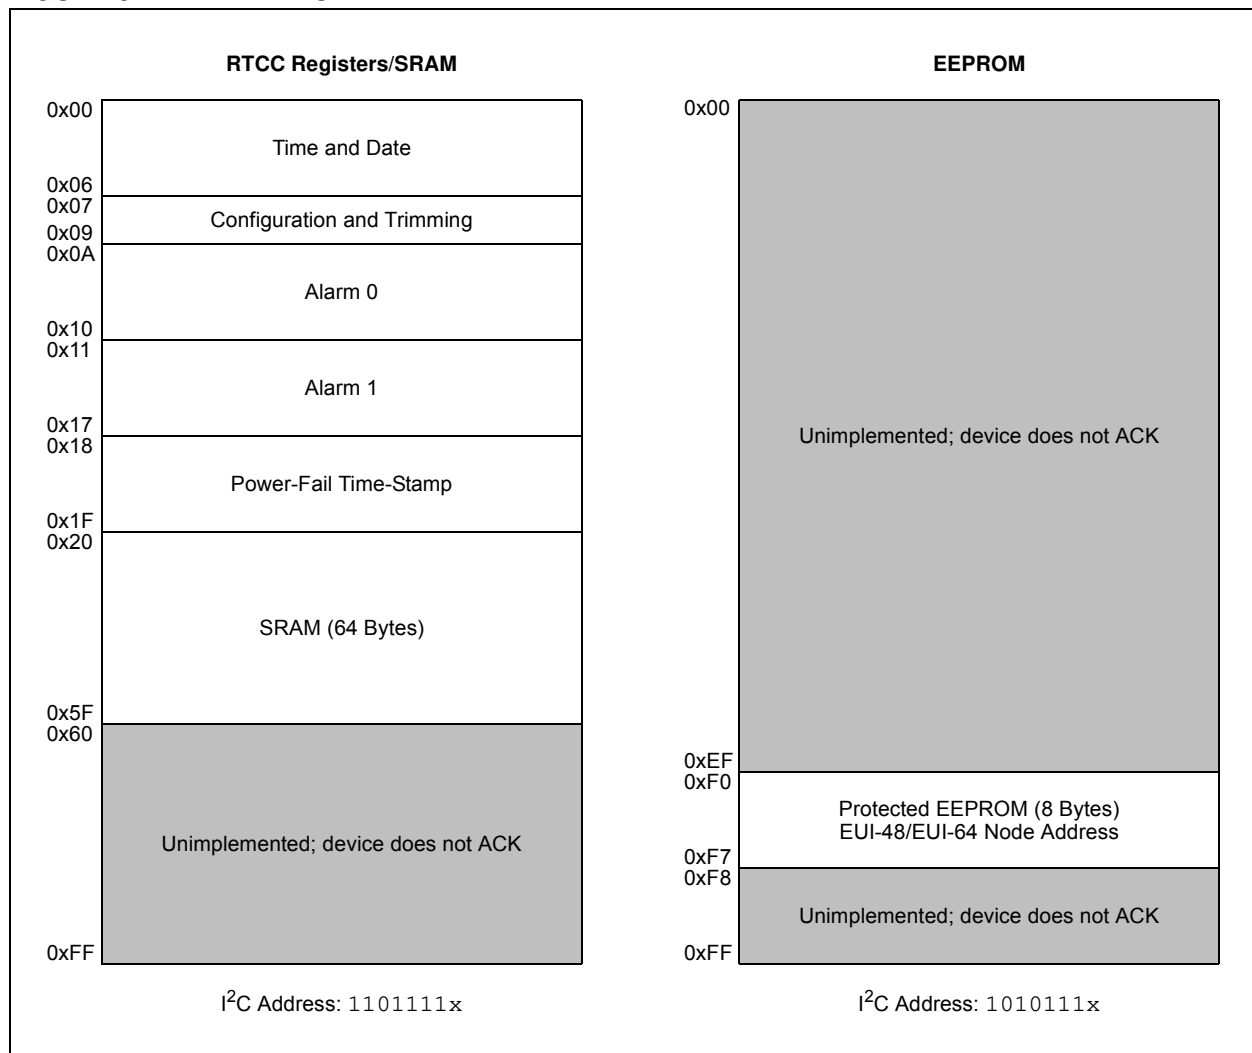 RTCC Registers/SRAM
0x00
Time and Date
0x06
0x07
Configuration and Trimming
0x09
0x0A
Alarm 0
0x10
0x11
Alarm 1
0x17
0x18
Power-Fail Time-Stamp
0x1F
0x20
SRAM (64 Bytes)
0x5F
0x60
Unimplemented; device does not ACK
0xFF
I2C Address: 1101111x
EEPROM
0x00
Unimplemented; device does not ACK
0xEF
0xF0
Protected EEPROM (8 Bytes)
EUI-48/EUI-64 Node Address
0xF7
0xF8
Unimplemented; device does not ACK
0xFF
I2C Address: 1010111x